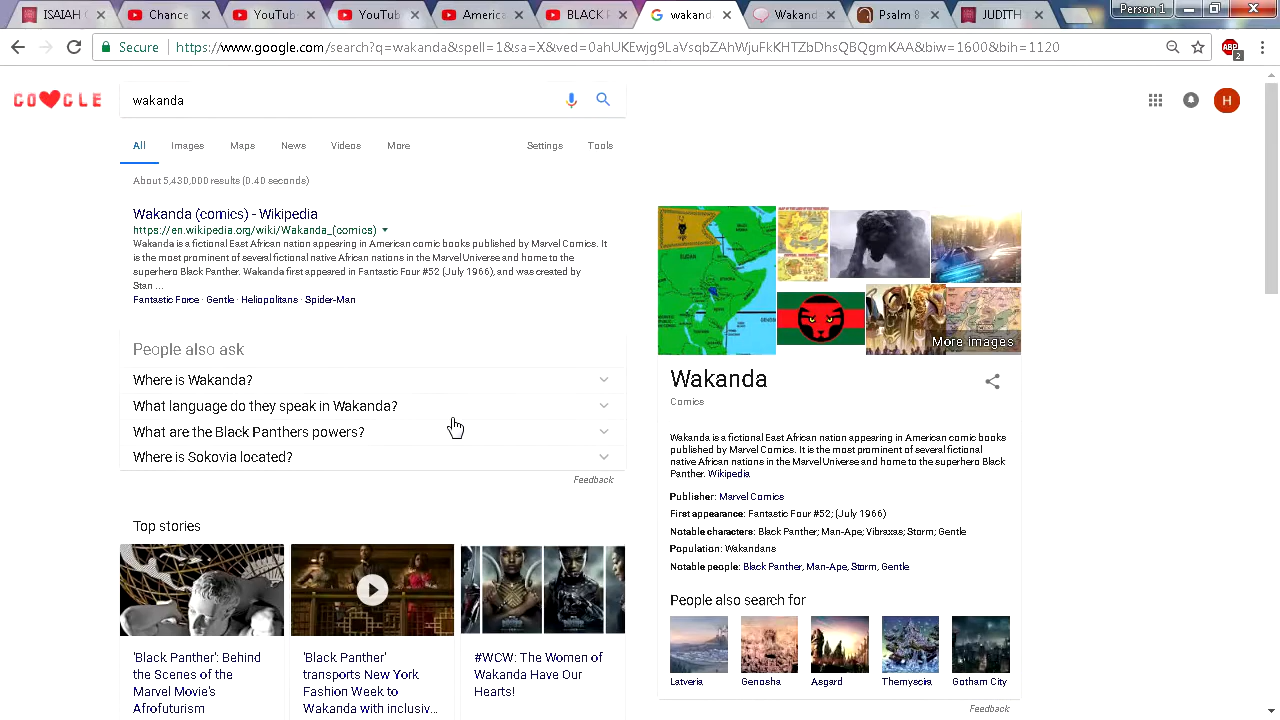 ISAIAH
Chance
YouTub
YouTub
America
BLACK P
wakand
Wakand
Psalm 8
JUDITH
Person 1
Secure
https://www.google.com/search?q=wakanda&spell=1&sa=X&ved=0ahUKEwjg9LaVsqbZAhWjuFkKHTZbDhsQBQgmKAA&biw=1600&bih=1120
ABP
2
wakanda
H
All
Images
Maps
News
Videos
More
Settings
Tools
About 5,430,000 results (0.40 seconds)
Wakanda (comics) - Wikipedia
https://en.wikipedia.org/wiki/Wakanda_(comics)
Wakanda is a fictional East African nation appearing in American comic books published by Marvel Comics. It
is the most prominent of several fictional native African nations in the Marvel Universe and home to the
superhero Black Panther. Wakanda first appeared in Fantastic Four #52 (July 1966), and was created by
Stan ...
Fantastic Force · Gentle · Heliopolitans · Spider-Man
People also ask
Where is Wakanda?
What language do they speak in Wakanda?
What are the Black Panthers powers?
Where is Sokovia located?
Feedback
Top stories
'Black Panther': Behind
the Scenes of the
Marvel Movie's
Afrofuturism
'Black Panther'
transports New York
Fashion Week to
Wakanda with inclusiv...
#WCW: The Women of
Wakanda Have Our
Hearts!
SUDAN
More images
Wakanda
Comics
Wakanda is a fictional East African nation appearing in American comic books
published by Marvel Comics. It is the most prominent of several fictional
native African nations in the Marvel Universe and home to the superhero Black
Panther. Wikipedia
Publisher: Marvel Comics
First appearance: Fantastic Four #52; (July 1966)
Notable characters: Black Panther; Man-Ape; Vibraxas; Storm; Gentle
Population: Wakandans
Notable people: Black Panther, Man-Ape, Storm, Gentle
People also search for
Latveria
Genosha
Asgard
Themyscira
Gotham City
Feedback